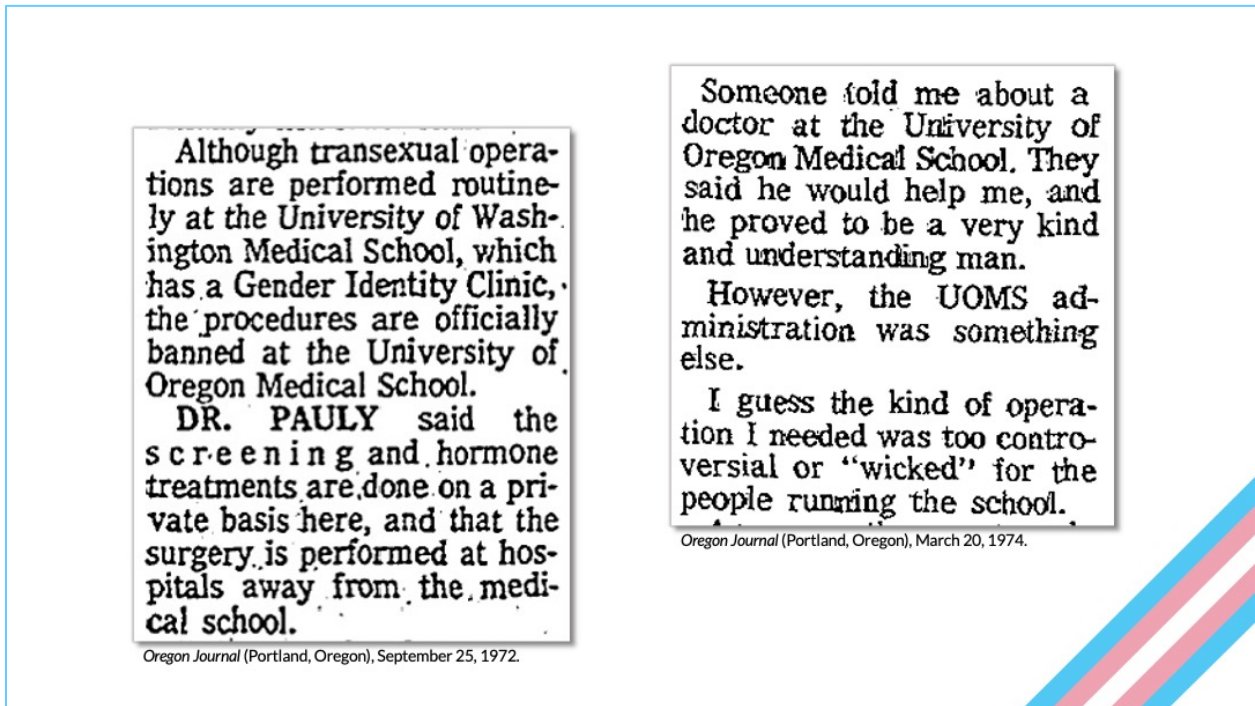 Although transexual opera-
tions are performed routine-
ly at the University of Wash-
ington Medical School, which
has a Gender Identity Clinic,
the procedures are officially
banned at the University of
Oregon Medical School.
DR. PAULY said the
screening and hormone
treatments are done on a pri-
vate basis here, and that the
surgery is performed at hos-
pitals away from the medi-
cal school.
Oregon Journal (Portland, Oregon), September 25, 1972.
Someone told me about a
doctor at the University of
Oregon Medical School. They
said he would help me, and
he proved to be a very kind
and understanding man.
However, the UOMS ad-
ministration was something
else.
I guess the kind of opera-
tion I needed was too contro-
versial or "wicked" for the
people running the school.
Oregon Journal (Portland, Oregon), March 20, 1974.